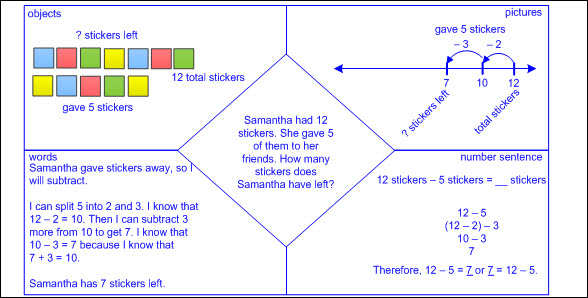 objects
? stickers left
12 total stickers
gave 5 stickers
pictures
gave 5 stickers
– 3 – 2
7 10 12
? stickers left
total stickers
Samantha had 12
stickers. She gave 5
of them to her
friends. How many
stickers does
Samantha have left?
words
Samantha gave stickers away, so I
will subtract.
I can split 5 into 2 and 3. I know that
12 – 2 = 10. Then I can subtract 3
more from 10 to get 7. I know that
10 – 3 = 7 because I know that
7 + 3 = 10.
Samantha has 7 stickers left.
number sentence
12 stickers – 5 stickers = __ stickers
12 – 5
(12 – 2) – 3
10 – 3
7
Therefore, 12 – 5 = 7 or 7 = 12 – 5.